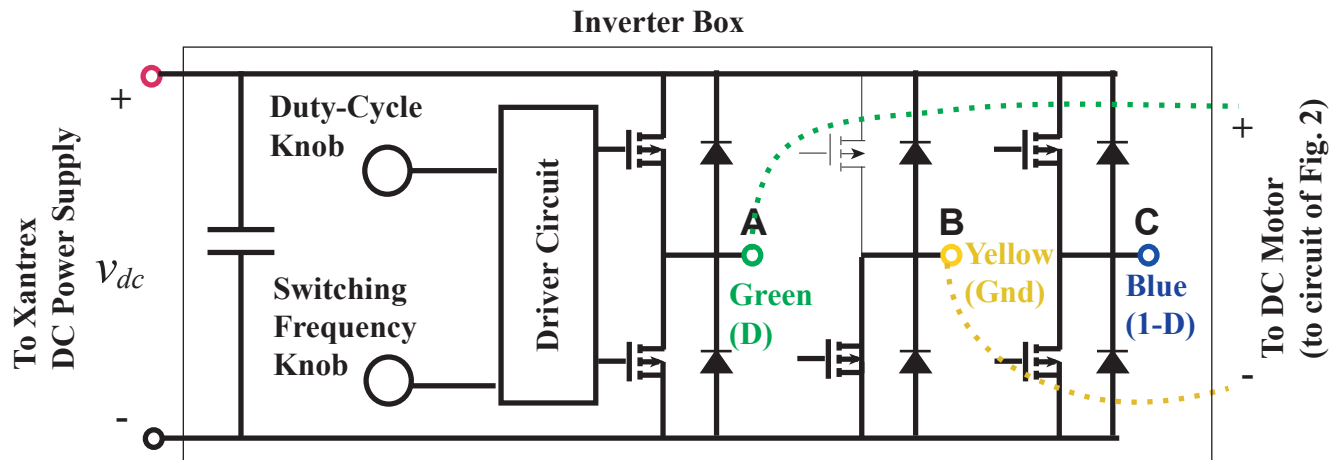 Inverter Box
To Xantrex
DC Power Supply
+
v_dc
-
Duty-Cycle
Knob
Switching
Frequency
Knob
Driver Circuit
A
Green
(D)
B
Yellow
(Gnd)
C
Blue
(1-D)
+
-
To DC Motor
(to circuit of Fig. 2)